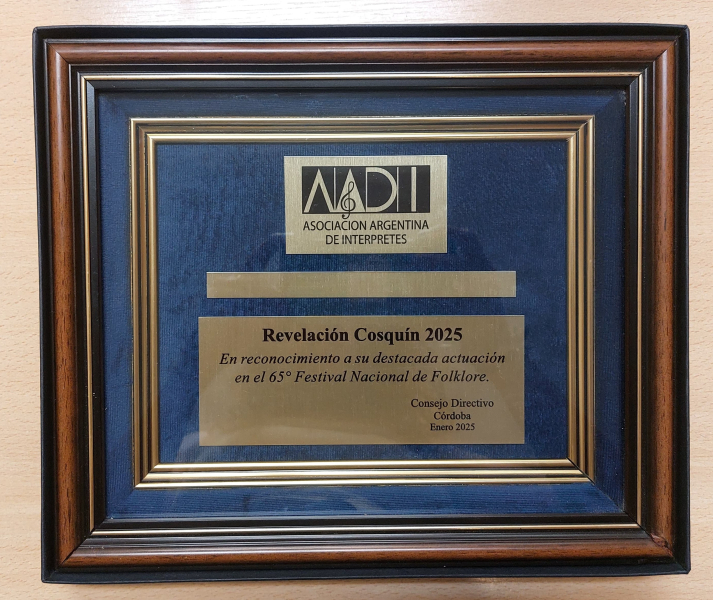 AADI
ASOCIACION ARGENTINA
DE INTERPRETES
Revelación Cosquín 2025
En reconocimiento a su destacada actuación
en el 65° Festival Nacional de Folklore.
Consejo Directivo
Córdoba
Enero 2025